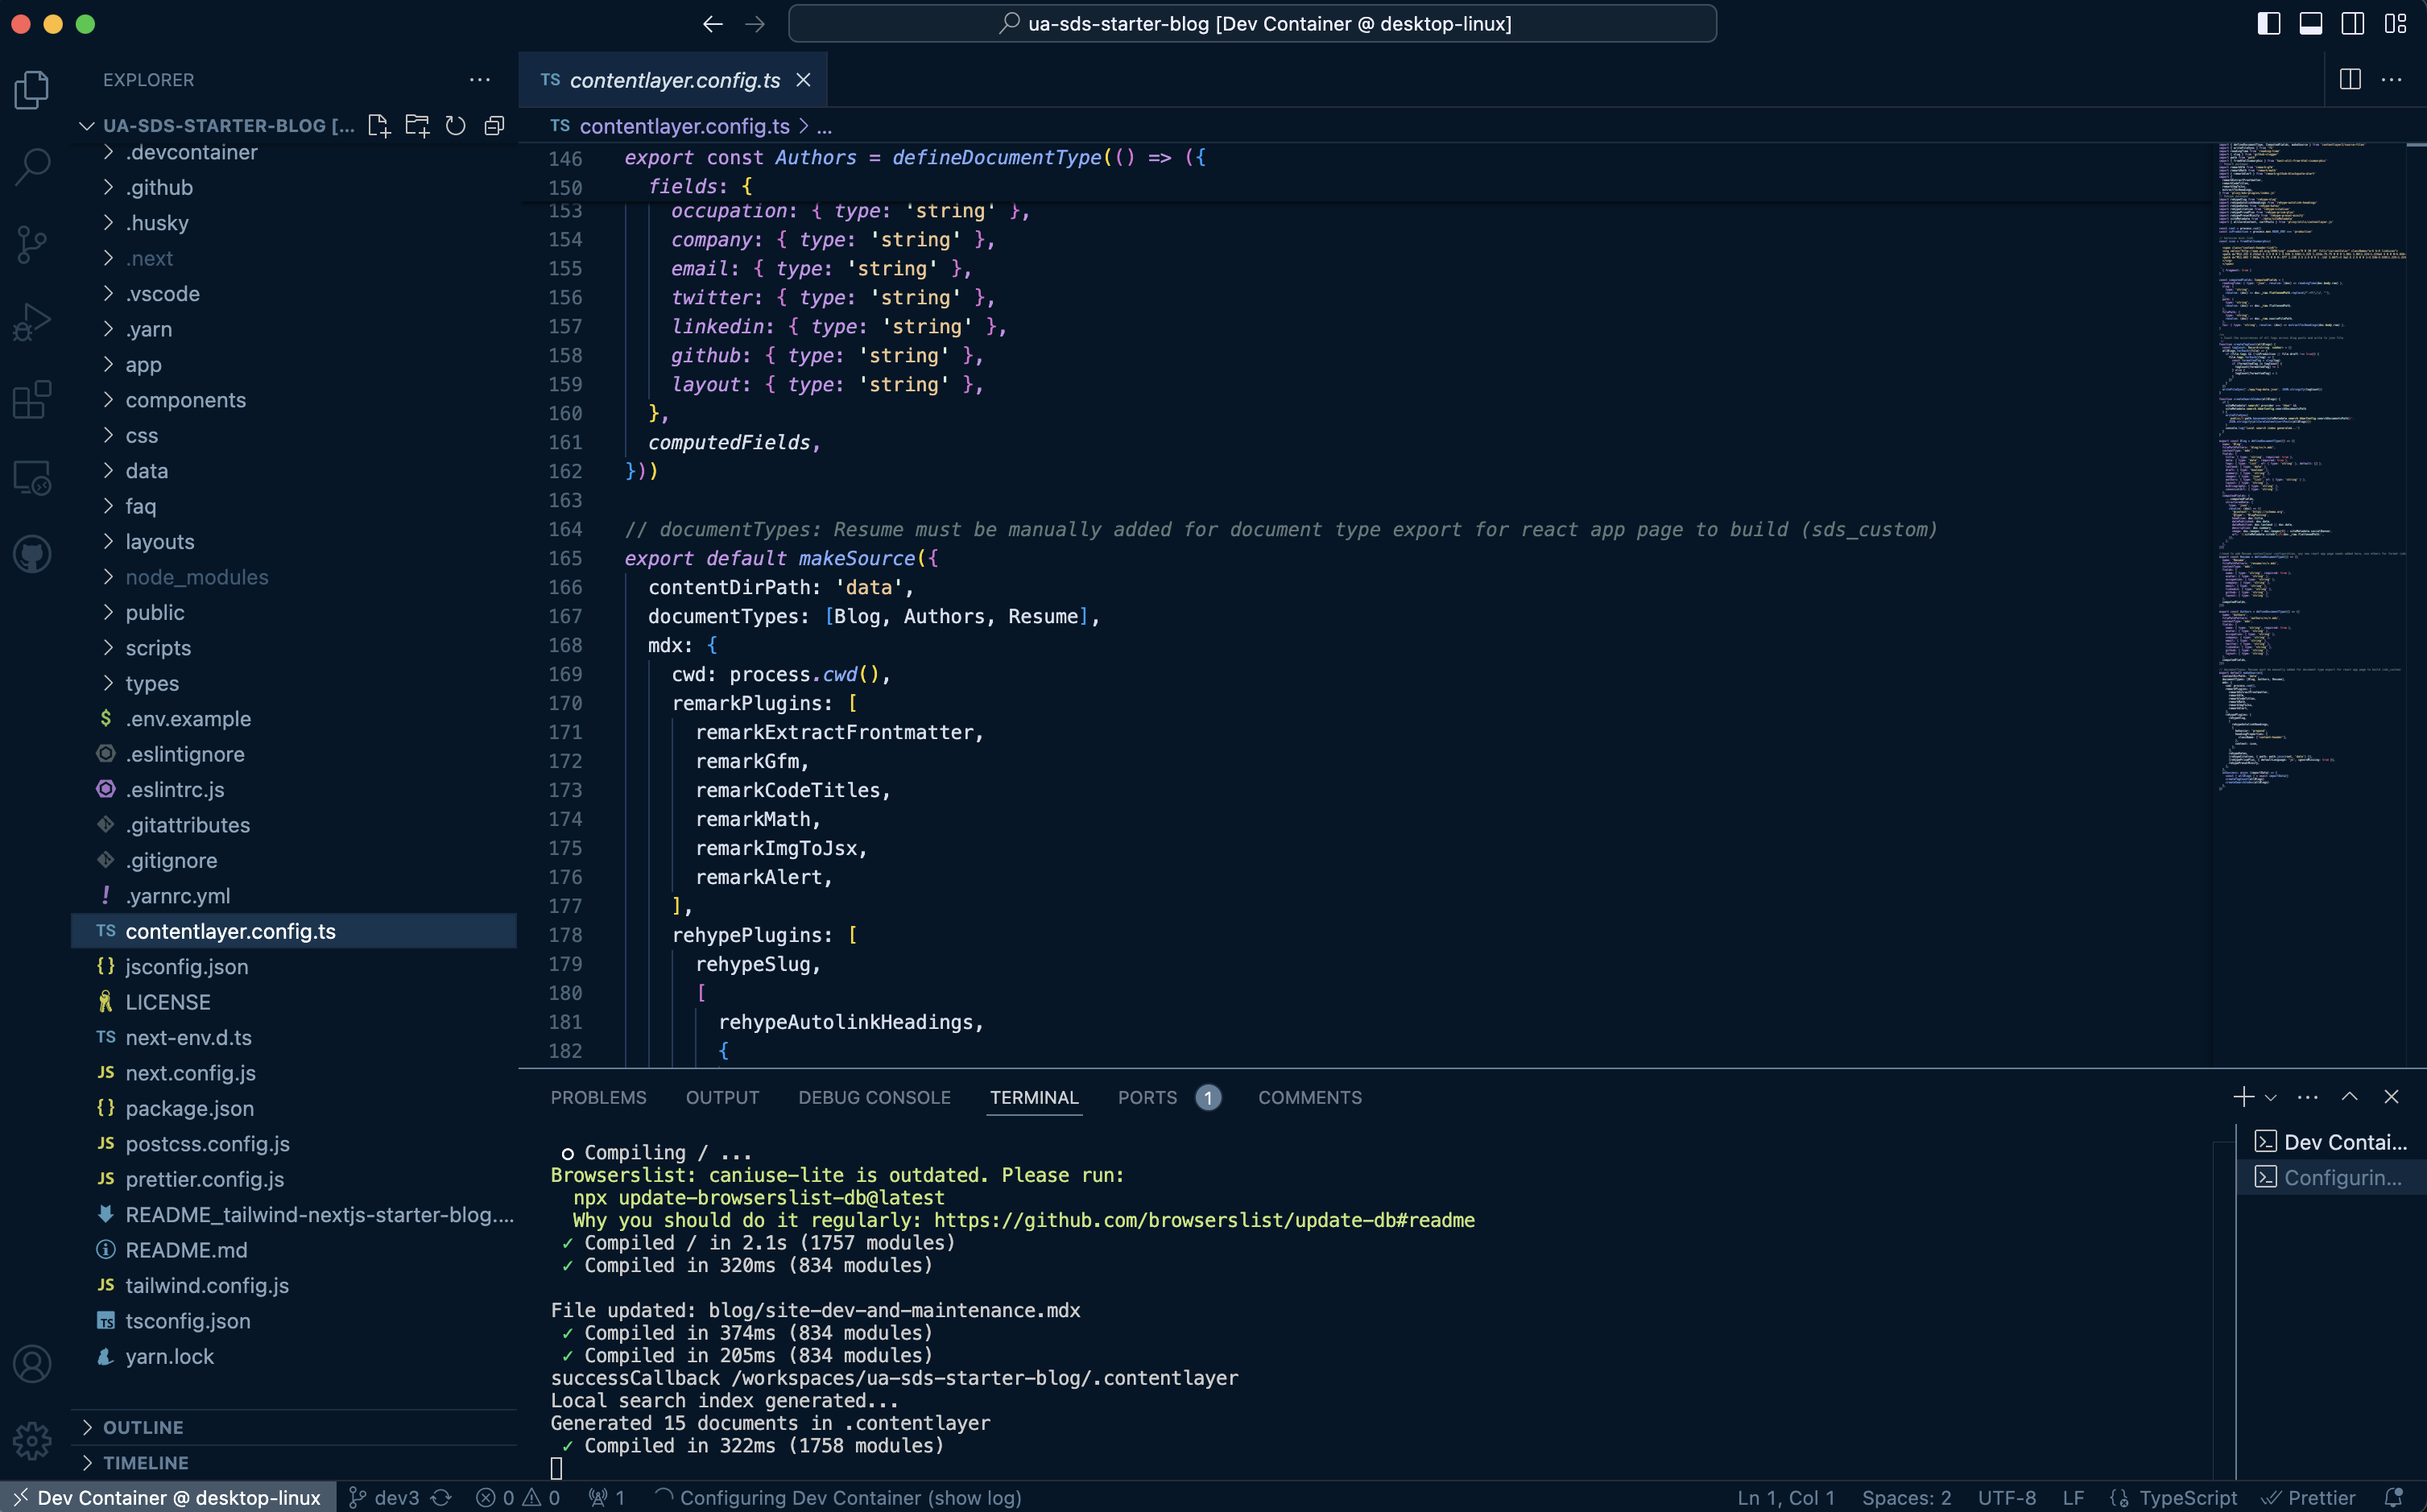 ua-sds-starter-blog [Dev Container @ desktop-linux]
EXPLORER
UA-SDS-STARTER-BLOG [...
.devcontainer
.github
.husky
.next
.vscode
.yarn
app
components
css
data
faq
layouts
node_modules
public
scripts
types
$ .env.example
.eslintignore
.eslintrc.js
.gitattributes
.gitignore
! .yarnrc.yml
TS contentlayer.config.ts
{} jsconfig.json
LICENSE
TS next-env.d.ts
JS next.config.js
{} package.json
JS postcss.config.js
JS prettier.config.js
README_tailwind-nextjs-starter-blog....
README.md
JS tailwind.config.js
TS tsconfig.json
yarn.lock
OUTLINE
TIMELINE
TS contentlayer.config.ts
TS contentlayer.config.ts > ...
146 export const Authors = defineDocumentType(() => ({
150 fields: {
153 occupation: { type: 'string' },
154 company: { type: 'string' },
155 email: { type: 'string' },
156 twitter: { type: 'string' },
157 linkedin: { type: 'string' },
158 github: { type: 'string' },
159 layout: { type: 'string' },
160 },
161 computedFields,
162 }))
163
164 // documentTypes: Resume must be manually added for document type export for react app page to build (sds_custom)
165 export default makeSource({
166 contentDirPath: 'data',
167 documentTypes: [Blog, Authors, Resume],
168 mdx: {
169 cwd: process.cwd(),
170 remarkPlugins: [
171 remarkExtractFrontmatter,
172 remarkGfm,
173 remarkCodeTitles,
174 remarkMath,
175 remarkImgToJsx,
176 remarkAlert,
177 ],
178 rehypePlugins: [
179 rehypeSlug,
180 [
181 rehypeAutolinkHeadings,
182 {
PROBLEMS OUTPUT DEBUG CONSOLE TERMINAL PORTS 1 COMMENTS
○ Compiling / ...
Browserslist: caniuse-lite is outdated. Please run:
npx update-browserslist-db@latest
Why you should do it regularly: https://github.com/browserslist/update-db#readme
✓ Compiled / in 2.1s (1757 modules)
✓ Compiled in 320ms (834 modules)
File updated: blog/site-dev-and-maintenance.mdx
✓ Compiled in 374ms (834 modules)
✓ Compiled in 205ms (834 modules)
successCallback /workspaces/ua-sds-starter-blog/.contentlayer
Local search index generated...
Generated 15 documents in .contentlayer
✓ Compiled in 322ms (1758 modules)
Dev Contai...
Configurin...
Dev Container @ desktop-linux dev3 0 0 1 Configuring Dev Container (show log) Ln 1, Col 1 Spaces: 2 UTF-8 LF {} TypeScript Prettier